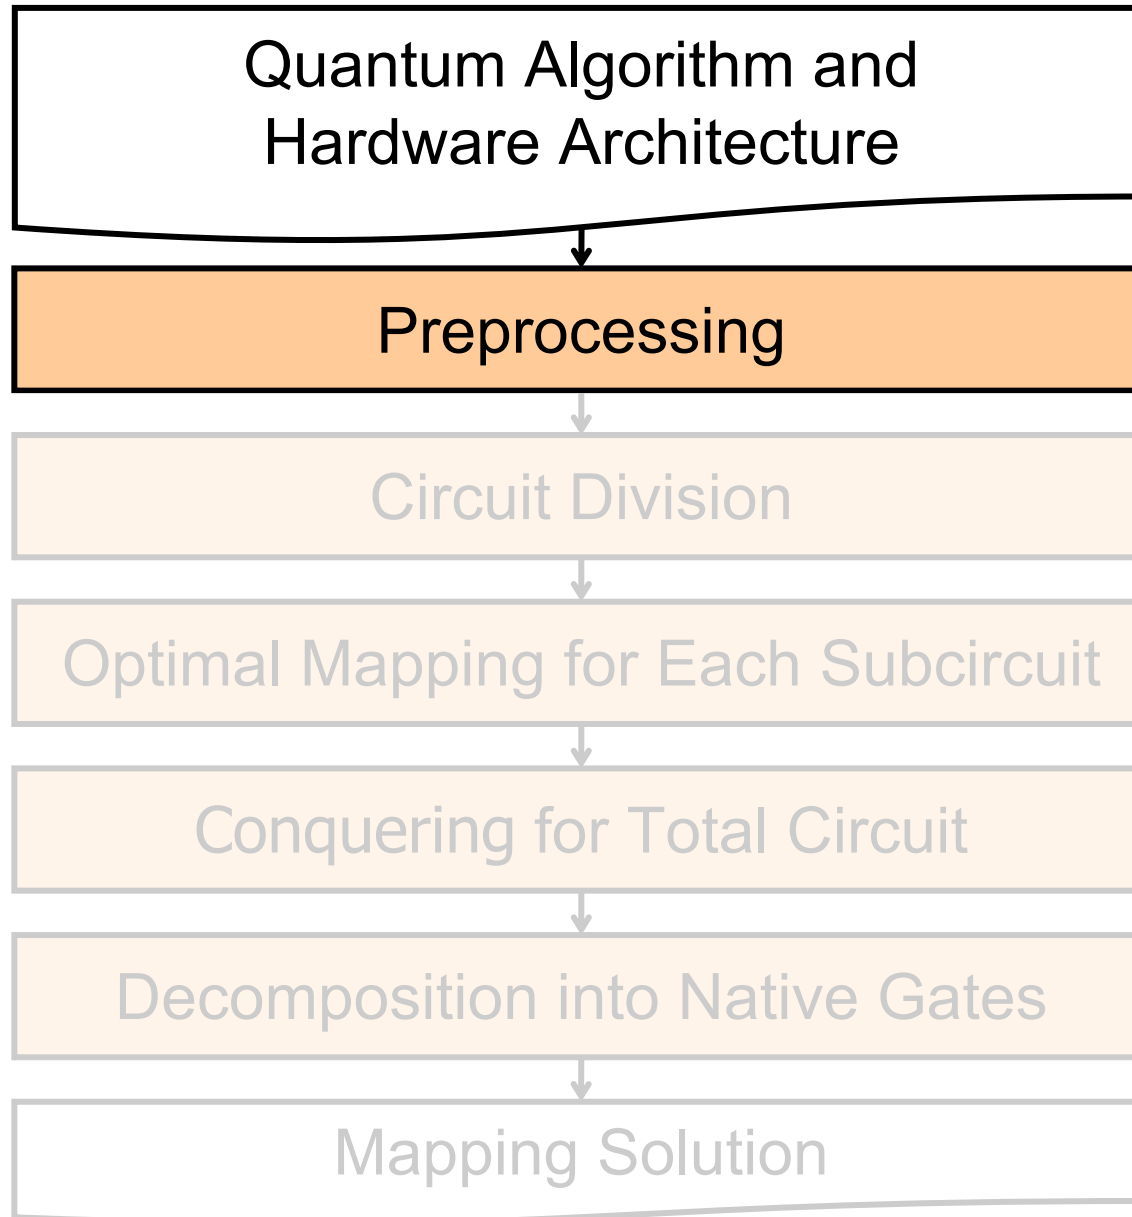 Quantum Algorithm and
Hardware Architecture
Preprocessing
Circuit Division
Optimal Mapping for Each Subcircuit
Conquering for Total Circuit
Decomposition into Native Gates
Mapping Solution